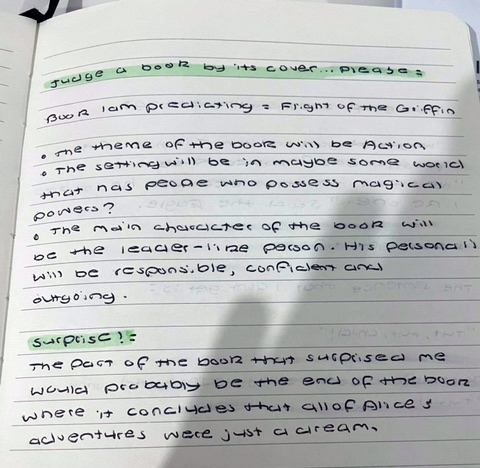 Judge a book by its cover... please =
Book I am predicting = Flight of the Griffin
• The theme of the book will be Action
• The setting will be in maybe some world
that has people who possess magical
powers?
• The main character of the book will
be the leader-like person. His personali
will be responsible, confident and
outgoing.
Surprise! =
The part of the book that surprised me
would probably be the end of the book
where it concludes that all of Alice's
adventures were just a dream.